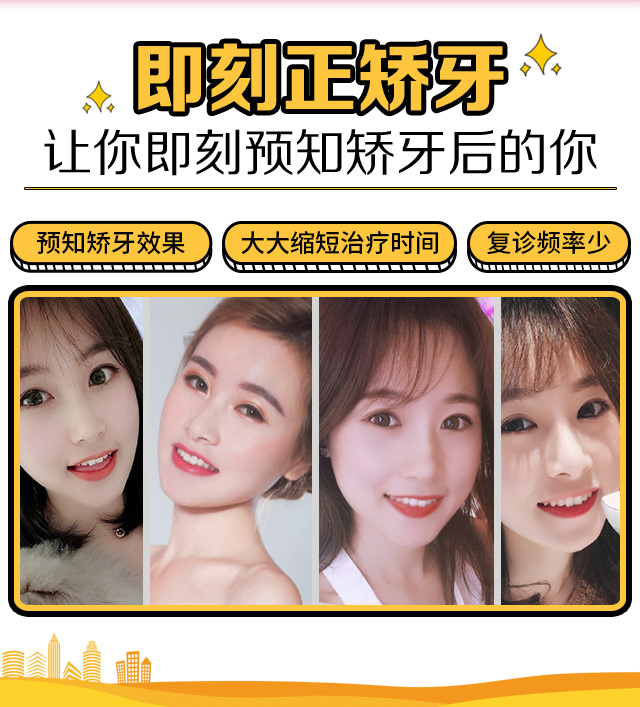 即刻正矫牙
让你即刻预知矫牙后的你
预知矫牙效果
大大缩短治疗时间
复诊频率少